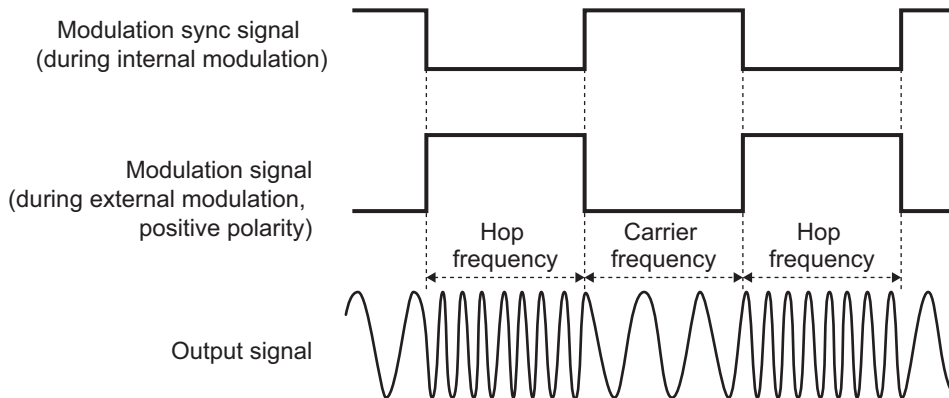 Modulation sync signal
(during internal modulation)
Modulation signal
(during external modulation,
positive polarity)
Hop
frequency
Carrier
frequency
Hop
frequency
Output signal